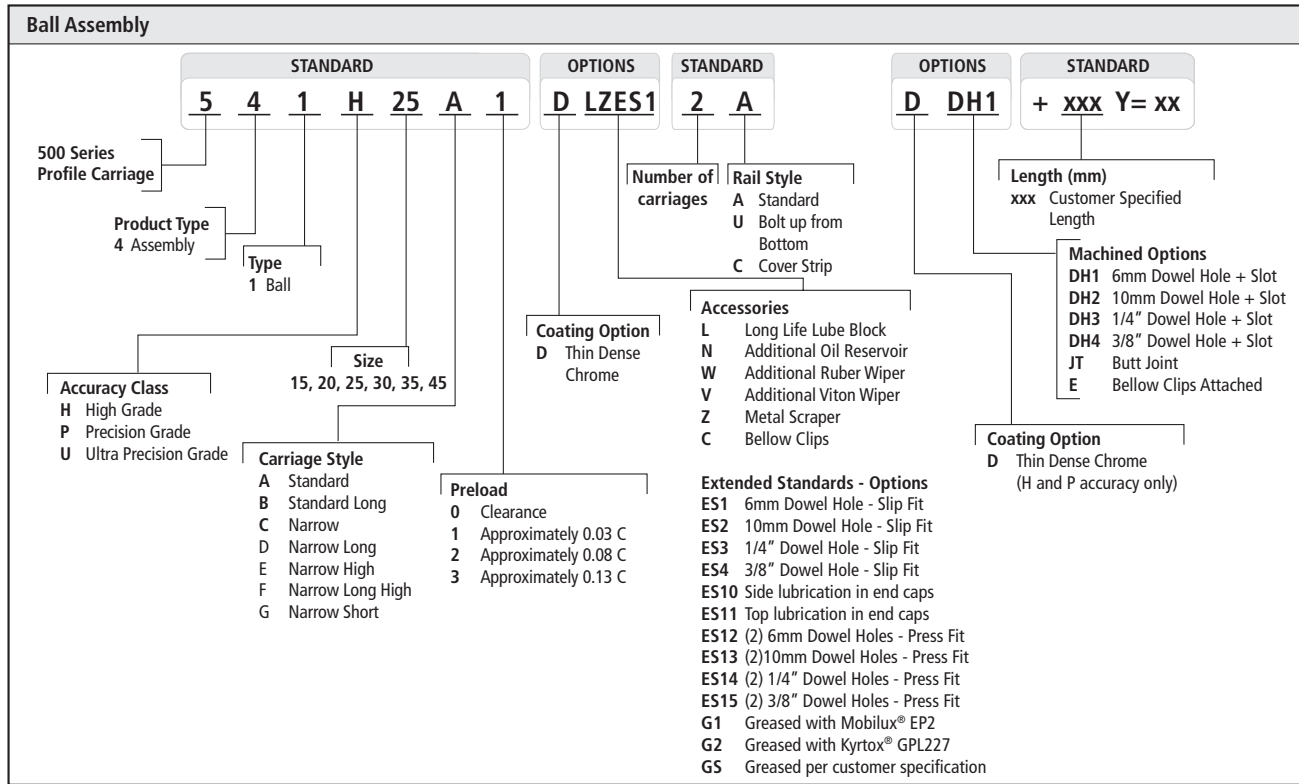 Ball Assembly
STANDARD
OPTIONS
STANDARD
OPTIONS
STANDARD
5 4 1 H 25 A 1 D LZES1 2 A D DH1 + xxx Y= xx
500 Series
Profile Carriage
Product Type
4 Assembly
Type
1 Ball
Accuracy Class
H High Grade
P Precision Grade
U Ultra Precision Grade
Size
15, 20, 25, 30, 35, 45
Carriage Style
A Standard
B Standard Long
C Narrow
D Narrow Long
E Narrow High
F Narrow Long High
G Narrow Short
Preload
0 Clearance
1 Approximately 0.03 C
2 Approximately 0.08 C
3 Approximately 0.13 C
Coating Option
D Thin Dense
Chrome
Number of
carriages
Rail Style
A Standard
U Bolt up from
Bottom
C Cover Strip
Accessories
L Long Life Lube Block
N Additional Oil Reservoir
W Additional Ruber Wiper
V Additional Viton Wiper
Z Metal Scraper
C Bellow Clips
Extended Standards - Options
ES1 6mm Dowel Hole - Slip Fit
ES2 10mm Dowel Hole - Slip Fit
ES3 1/4” Dowel Hole - Slip Fit
ES4 3/8” Dowel Hole - Slip Fit
ES10 Side lubrication in end caps
ES11 Top lubrication in end caps
ES12 (2) 6mm Dowel Holes - Press Fit
ES13 (2)10mm Dowel Holes - Press Fit
ES14 (2) 1/4” Dowel Holes - Press Fit
ES15 (2) 3/8” Dowel Holes - Press Fit
G1 Greased with Mobilux® EP2
G2 Greased with Kyrtox® GPL227
GS Greased per customer specification
Length (mm)
xxx Customer Specified
Length
Machined Options
DH1 6mm Dowel Hole + Slot
DH2 10mm Dowel Hole + Slot
DH3 1/4” Dowel Hole + Slot
DH4 3/8” Dowel Hole + Slot
JT Butt Joint
E Bellow Clips Attached
Coating Option
D Thin Dense Chrome
(H and P accuracy only)